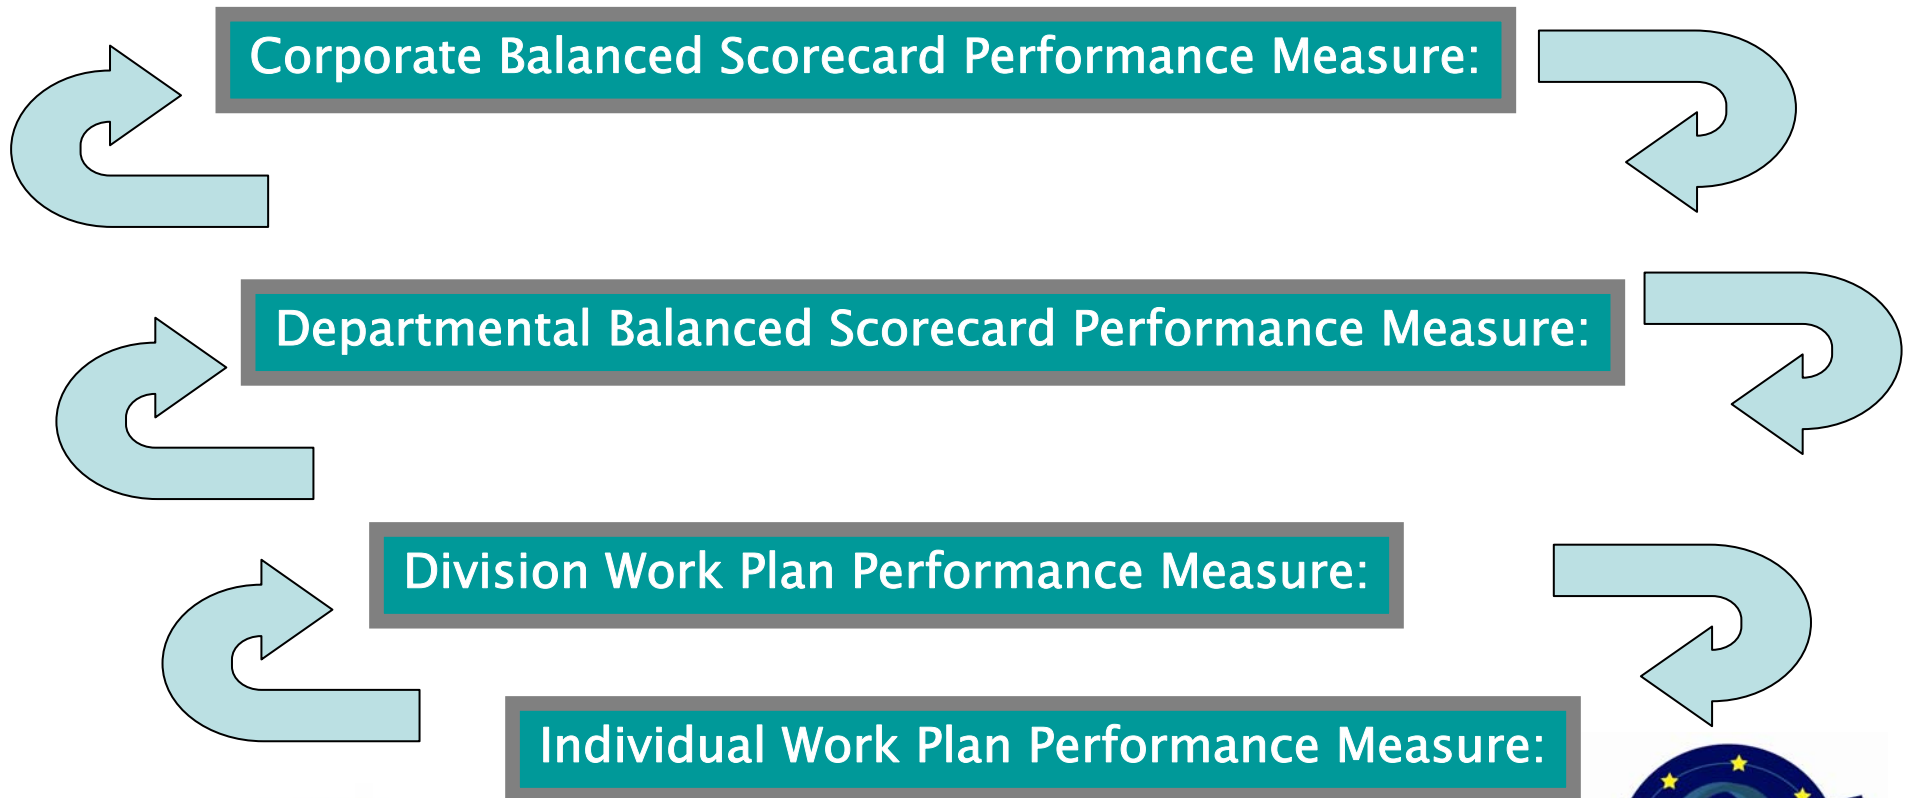 Corporate Balanced Scorecard Performance Measure:
Departmental Balanced Scorecard Performance Measure:
Division Work Plan Performance Measure:
Individual Work Plan Performance Measure: